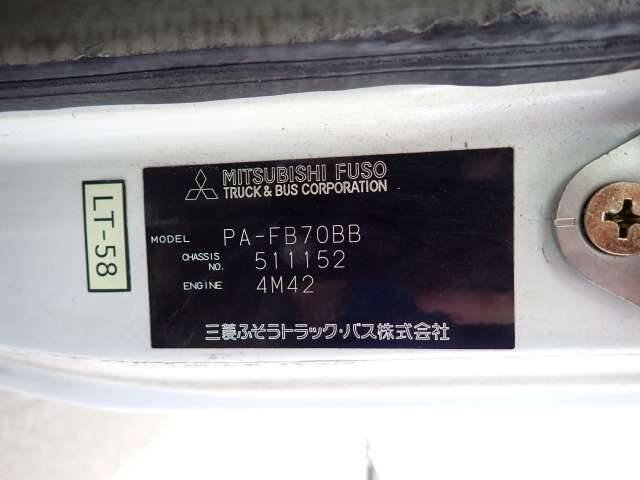 MITSUBISHI FUSO
TRUCK & BUS CORPORATION
MODEL PA-FB70BB
CHASSIS NO. 511152
ENGINE 4M42
三菱ふそうトラック・バス株式会社
LT-58